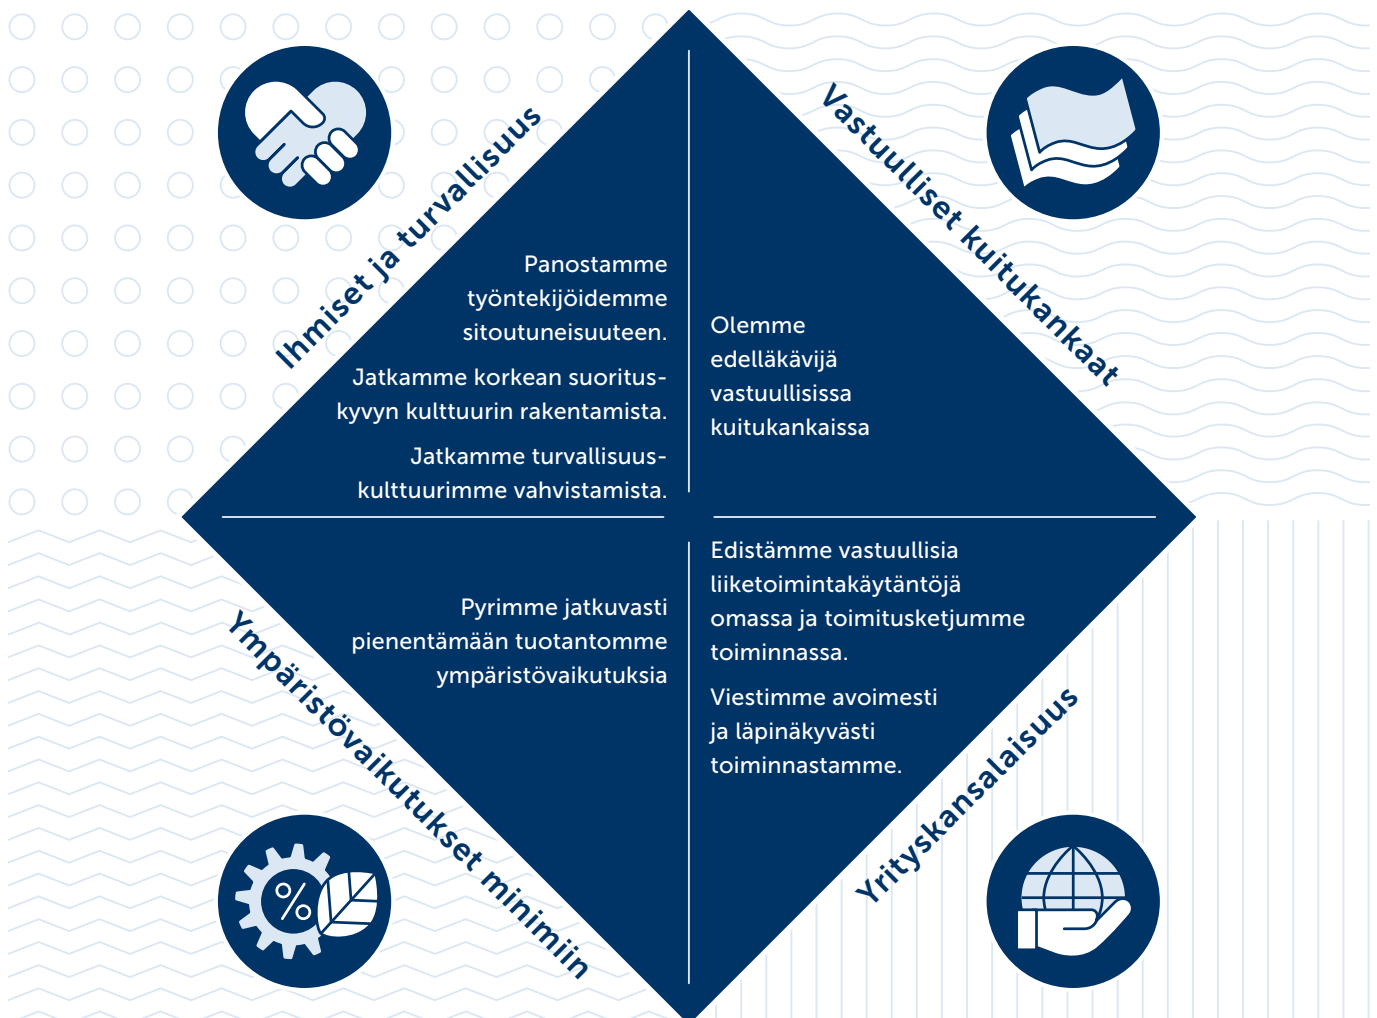 Ihmiset ja turvallisuus
Panostamme
työntekijöidemme
sitoutuneisuuteen.
Jatkamme korkean suoritus-
kyvyn kulttuurin rakentamista.
Jatkamme turvallisuus-
kulttuurimme vahvistamista.
Vastuulliset kuitukankaat
Olemme
edelläkävijä
vastuullisissa
kuitukankaissa
Ympäristövaikutukset minimiin
Pyrimme jatkuvasti
pienentämään tuotantomme
ympäristövaikutuksia
%
Yrityskansalaisuus
Edistämme vastuullisia
liiketoimintakäytäntöjä
omassa ja toimitusketjumme
toiminnassa.
Viestimme avoimesti
ja läpinäkyvästi
toiminnastamme.